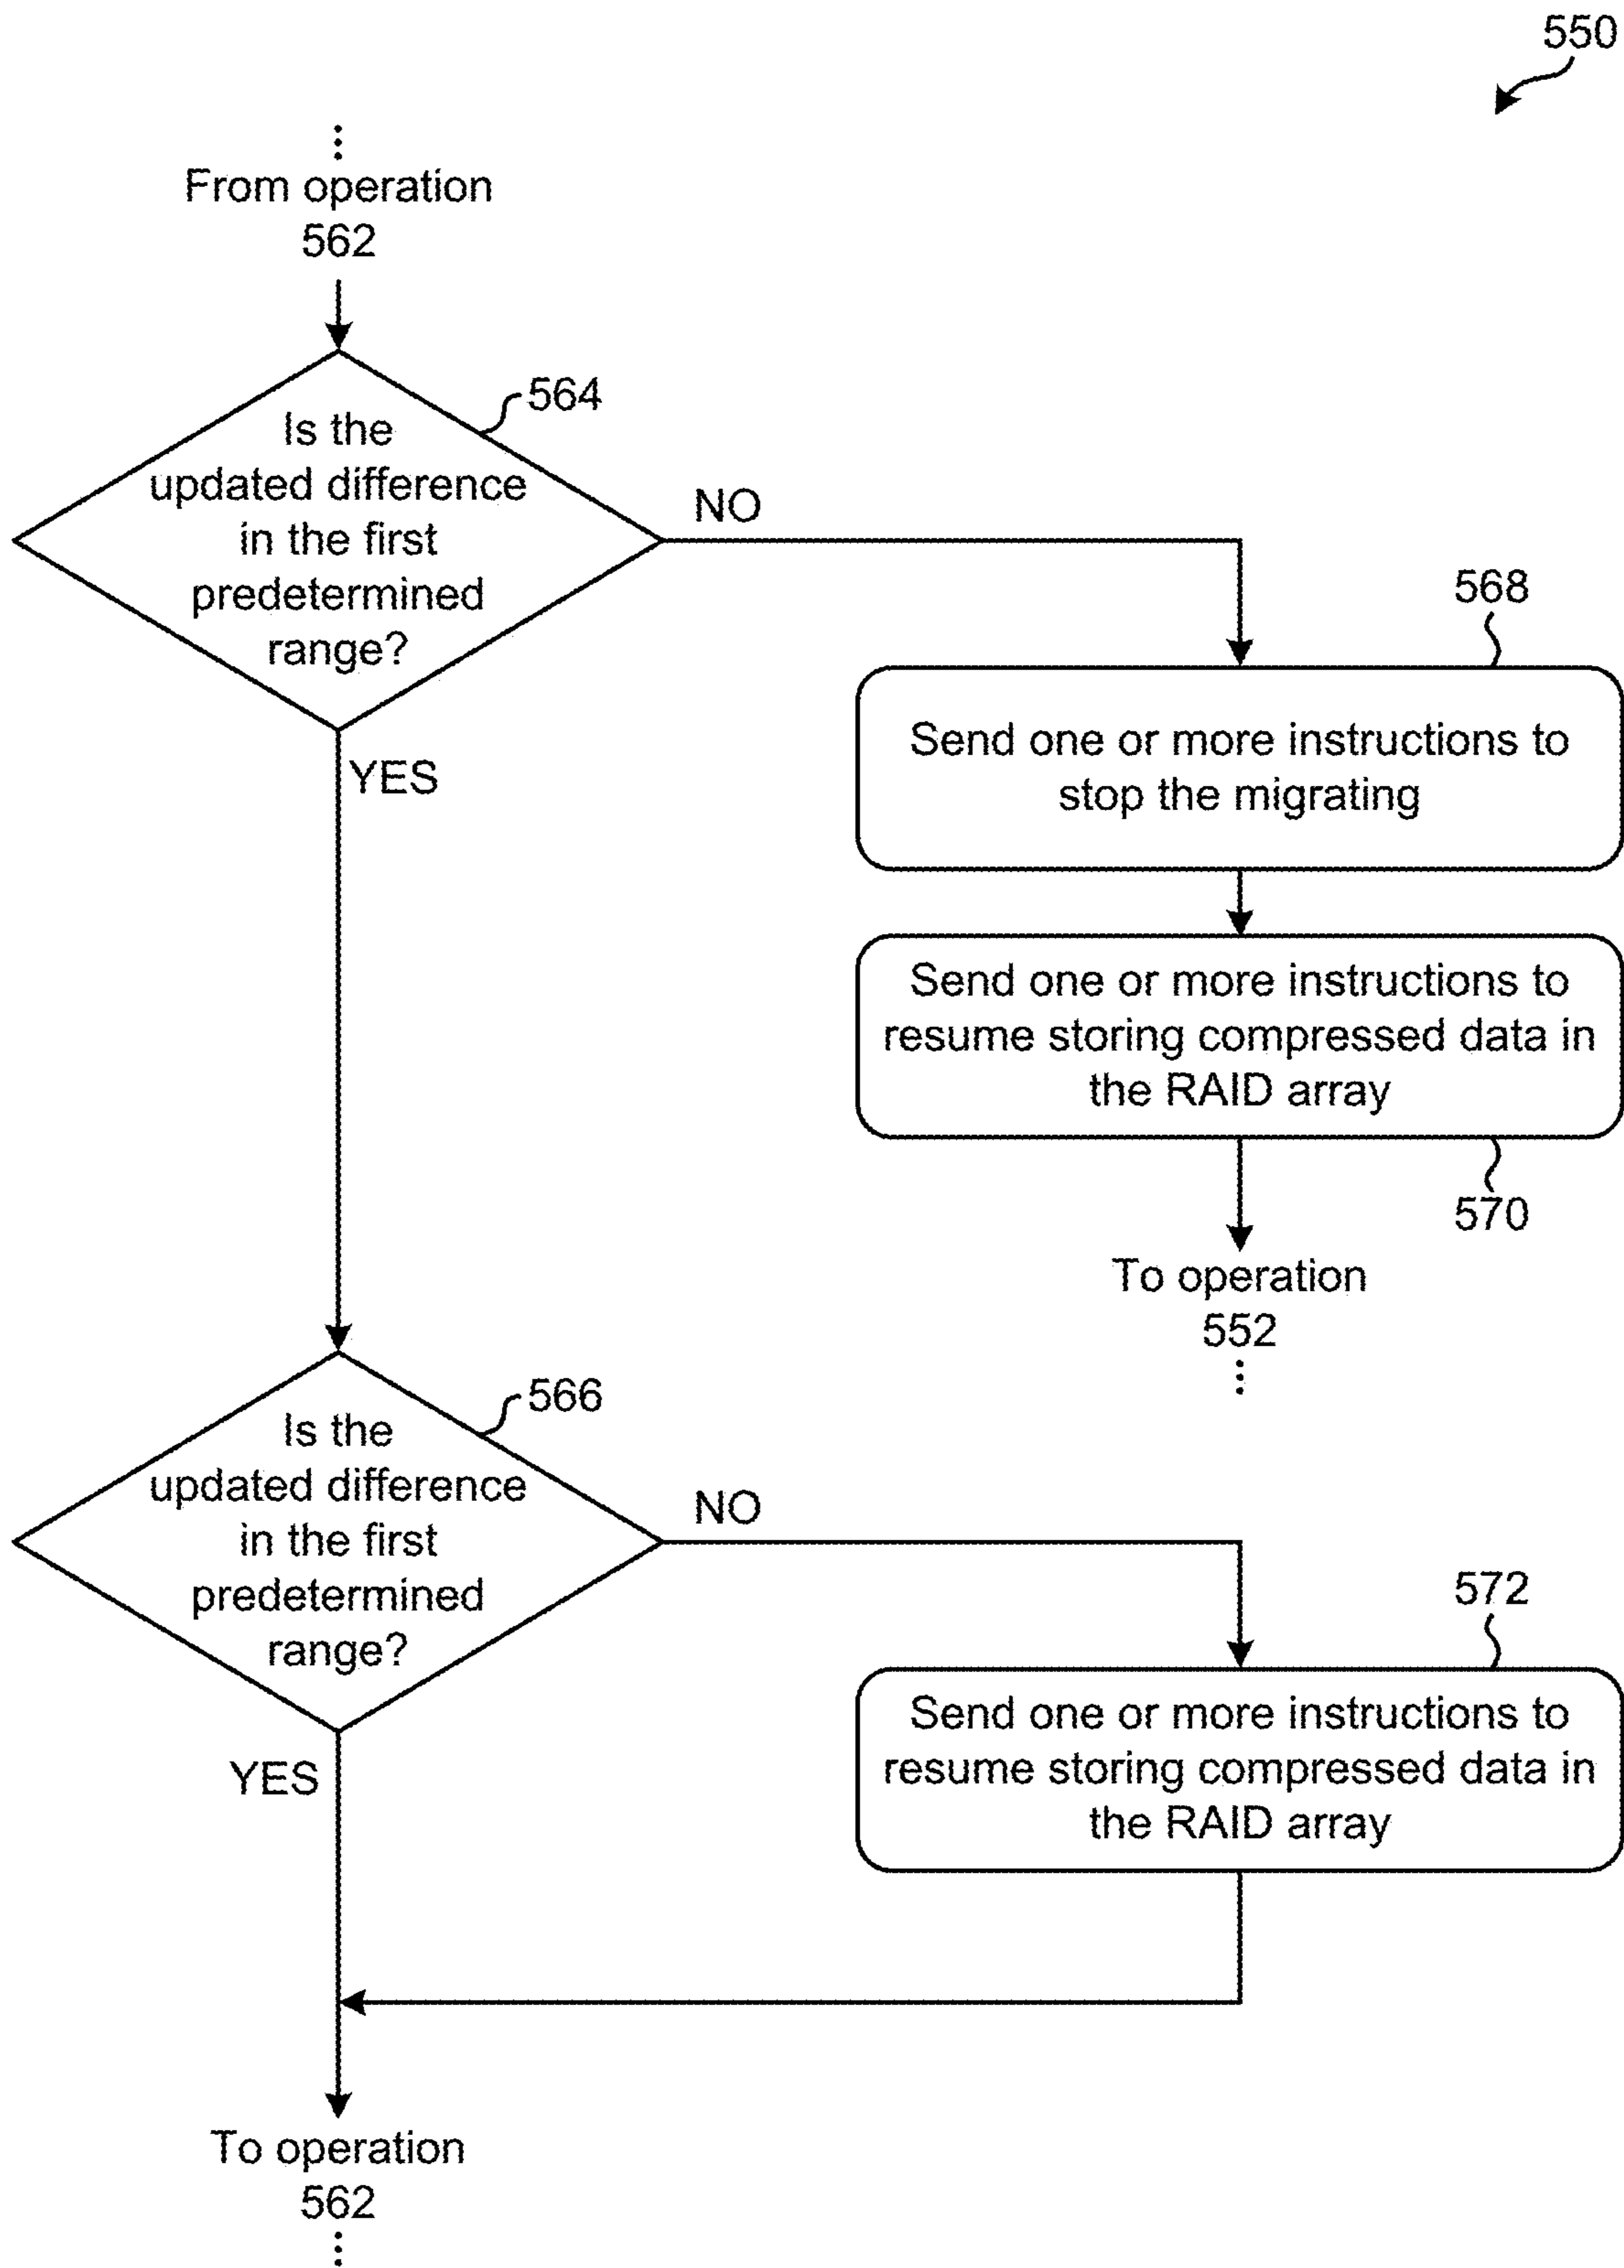 550
From operation
562
564
Is the
updated difference
in the first
predetermined
range?
NO
YES
568
Send one or more instructions to
stop the migrating
Send one or more instructions to
resume storing compressed data in
the RAID array
570
To operation
552
566
Is the
updated difference
in the first
predetermined
range?
NO
YES
572
Send one or more instructions to
resume storing compressed data in
the RAID array
To operation
562